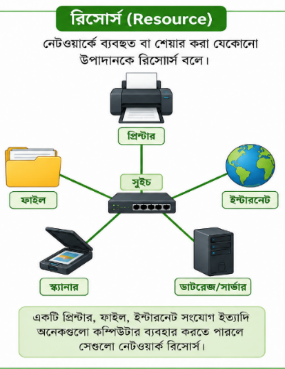 রিসোর্স (Resource)
নেটওয়ার্কে ব্যবহৃত বা শেয়ার করা যেকোনো
উপাদানকে রিসোার্স বলে।
প্রিন্টার
সুইচ
ফাইল
ইন্টারনেট
স্ক্যানার
ডাটরেজ/সার্ভার
একটি প্রিন্টার, ফাইল, ইন্টারনেট সংযোগ ইত্যাদি
অনেকগুলো কম্পিউটার ব্যবহার করতে পারলে
সেগুলো নেটওয়ার্ক রিসোর্স।